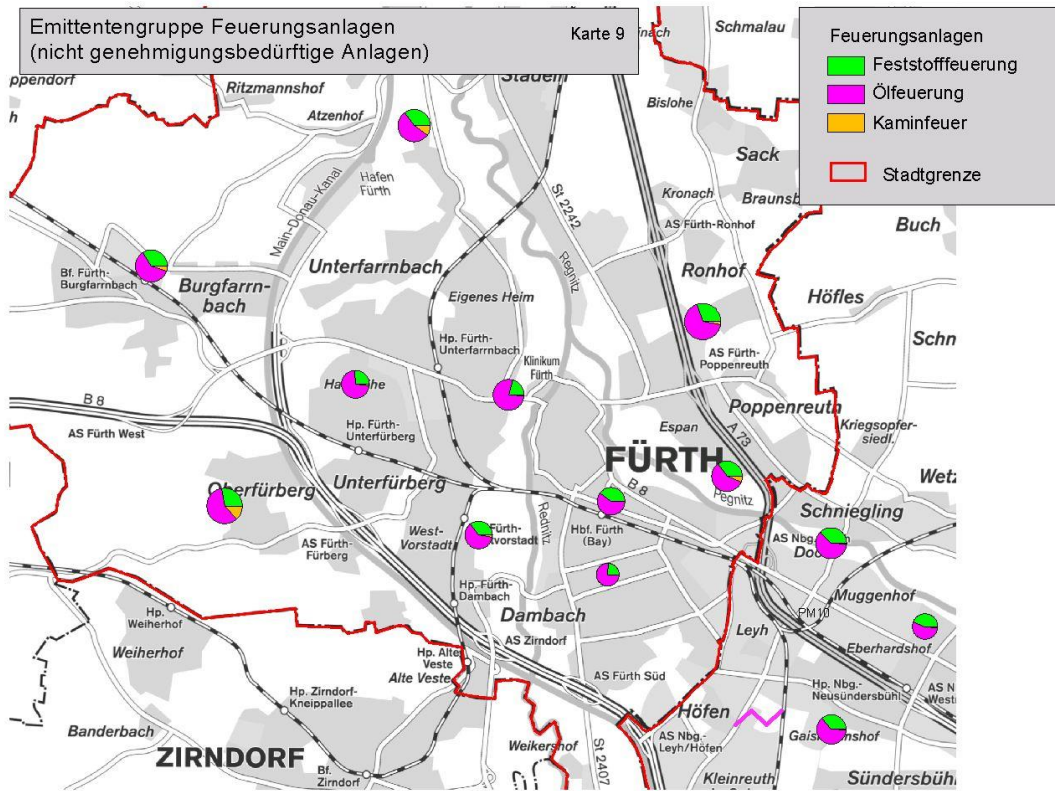 Emittentengruppe Feuerungsanlagen
(nicht genehmigungsbedürftige Anlagen)
Karte 9
Feuerungsanlagen
Feststofffeuerung
Ölfeuerung
Kaminfeuer
Stadtgrenze
Schmalau
Stadeln
Ritzmannshof
Atzenhof
Bislohe
Sack
Hafen
Fürth
Main-Donau-Kanal
St 2242
Kronach
AS Fürth-Ronhof
Buch
Regnitz
Unterfarrnbach
Ronhof
Bf. Fürth-
Burgfarrnbach
Burgfarrn-
bach
Eigenes Heim
Höfles
Hp. Fürth-
Unterfarrnbach
Klinikum
Fürth
AS Fürth-
Poppenreuth
B 8
AS Fürth West
Poppenreuth
Hp. Fürth-
Unterfürberg
Espan
A 73
Kriegsopfer-
siedl.
FÜRTH
B 8
Pegnitz
Oberfürberg
Unterfürberg
Schniegling
West-
Vorstadt
Rednitz
Hbf. Fürth
(Bay)
AS Fürth-
Fürberg
Hp. Fürth-
Dambach
Muggenhof
PM10
Hp.
Weiherhof
Dambach
Leyh
Eberhardshof
Weiherhof
AS Zirndorf
Hp. Alte
Veste
Alte Veste
AS Fürth Süd
Hp. Nbg.-
Neusündersbühl
Hp. Zirndorf-
Kneippallee
Höfen
Banderbach
AS Nbg.-
Leyh/Höfen
ZIRNDORF
Weikershof
St 2407
Bf.
Zirndorf
Kleinreuth